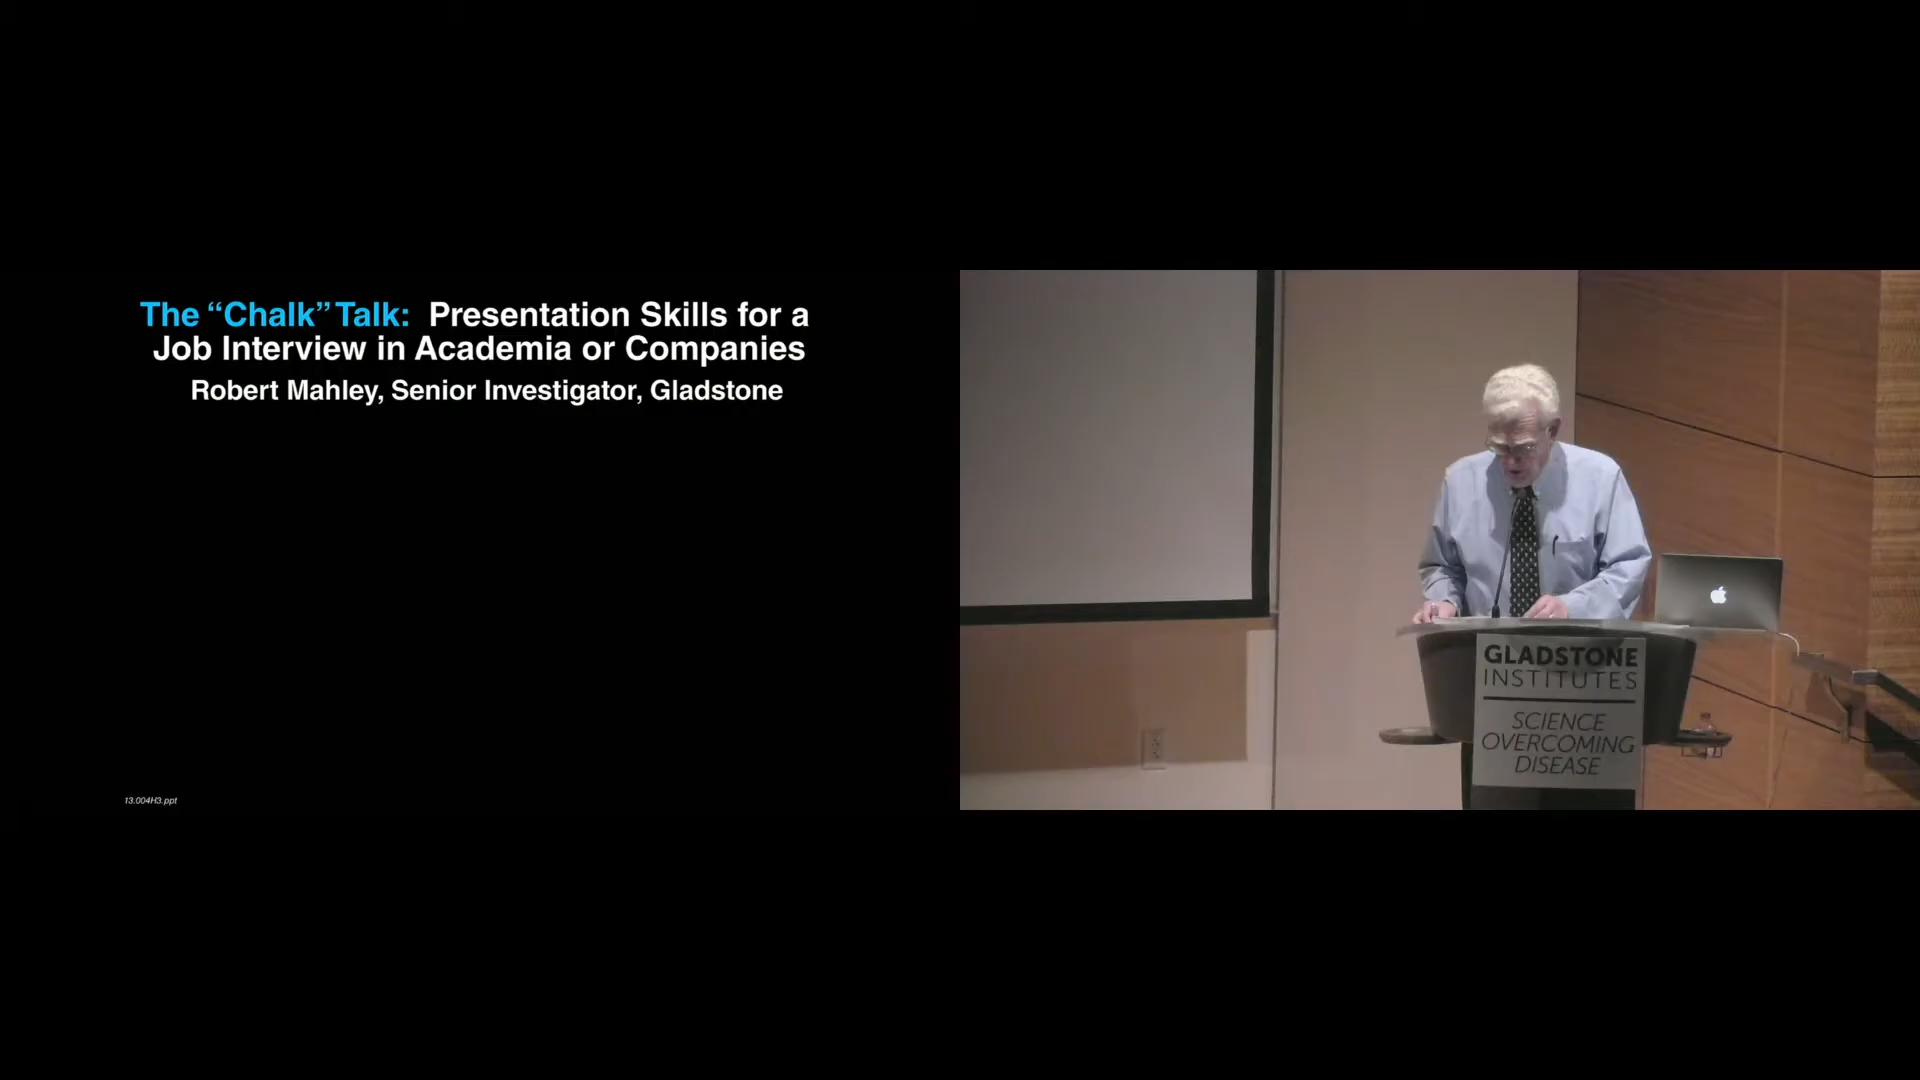 The “Chalk” Talk: Presentation Skills for a
Job Interview in Academia or Companies
Robert Mahley, Senior Investigator, Gladstone
13.004H3.ppt
GLADSTONE
INSTITUTES
SCIENCE
OVERCOMING
DISEASE